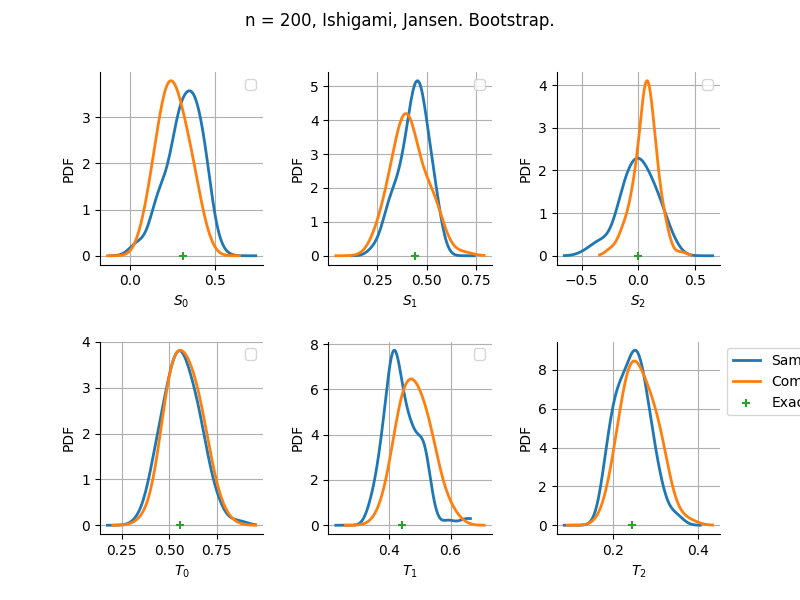 n = 200, Ishigami, Jansen. Bootstrap.
PDF
3
2
1
0
0.0
0.5
S₀
PDF
5
4
3
2
1
0
0.25
0.50
0.75
S₁
PDF
4
3
2
1
0
−0.5
0.0
0.5
S₂
PDF
4
3
2
1
0
0.25
0.50
0.75
T₀
PDF
8
6
4
2
0
0.4
0.6
T₁
PDF
8
6
4
2
0
0.2
0.4
T₂
Sam
Com
Exac